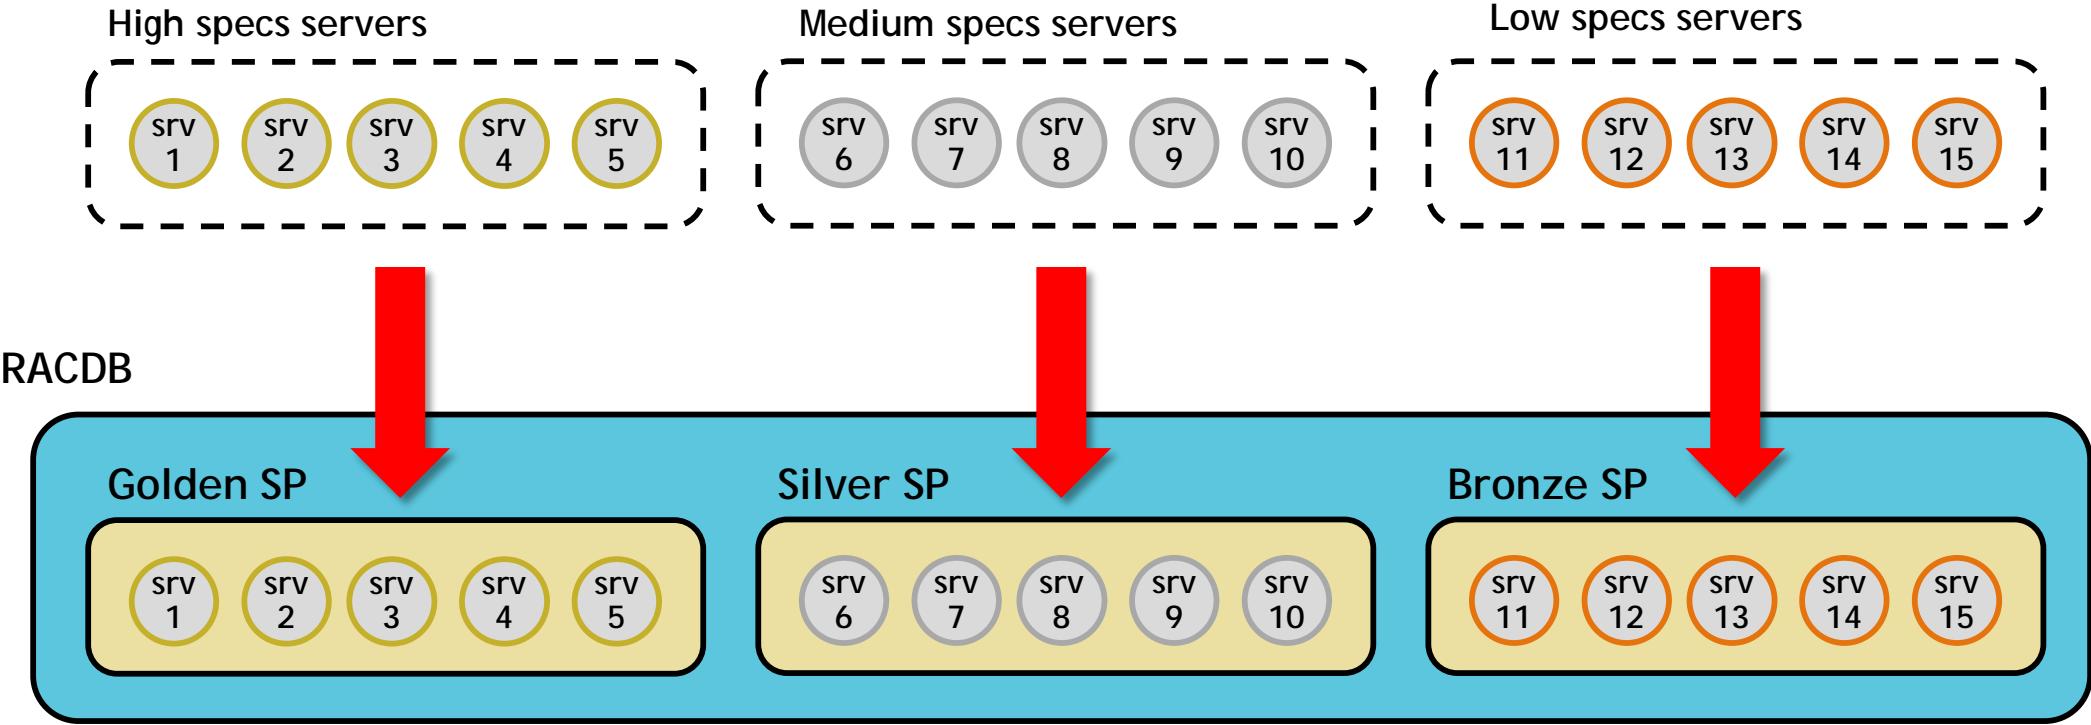 High specs servers
Medium specs servers
Low specs servers
srv
1
srv
2
srv
3
srv
4
srv
5
srv
6
srv
7
srv
8
srv
9
srv
10
srv
11
srv
12
srv
13
srv
14
srv
15
RACDB
Golden SP
Silver SP
Bronze SP
srv
1
srv
2
srv
3
srv
4
srv
5
srv
6
srv
7
srv
8
srv
9
srv
10
srv
11
srv
12
srv
13
srv
14
srv
15